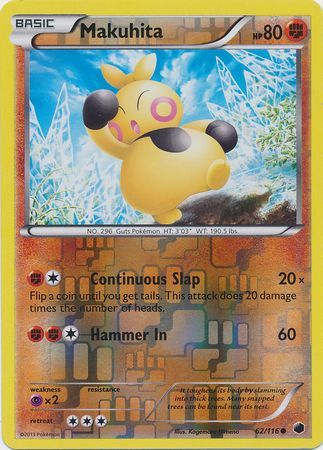 BASIC
Makuhita
HP 80
NO. 296 Guts Pokémon HT: 3'03" WT: 190.5 lbs.
Continuous Slap 20×
Flip a coin until you get tails. This attack does 20 damage
times the number of heads.
Hammer In 60
weakness resistance
×2
It toughens its body by slamming
into thick trees. Many snapped
trees can be found near its nest.
retreat
©2013 Pokémon
Illus. Kagemaru Himeno
62/116